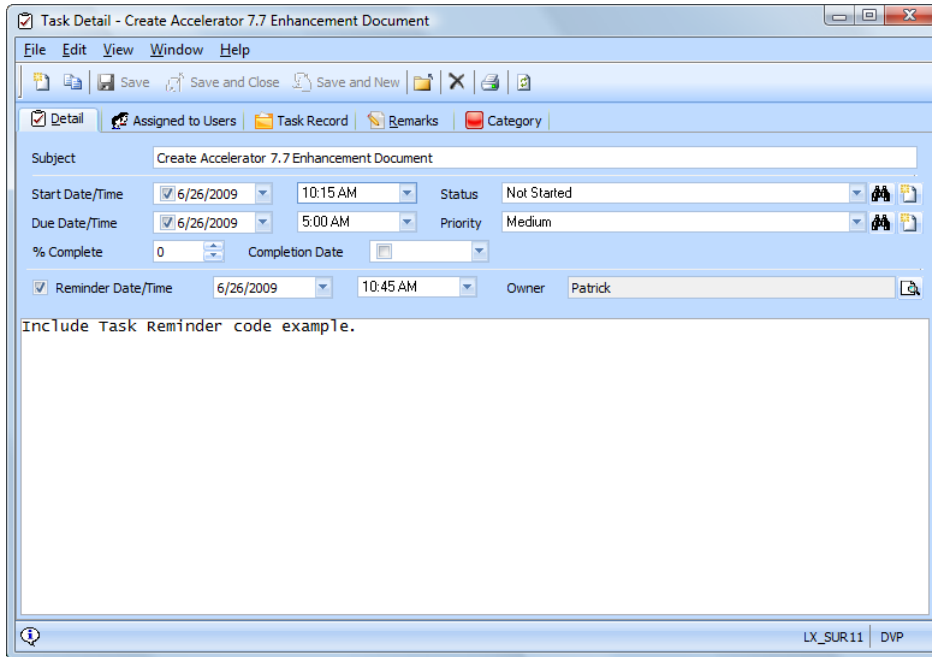 Task Detail - Create Accelerator 7.7 Enhancement Document
File Edit View Window Help
Save Save and Close Save and New
Detail Assigned to Users Task Record Remarks Category
Subject Create Accelerator 7.7 Enhancement Document
Start Date/Time 6/26/2009 10:15 AM Status Not Started
Due Date/Time 6/26/2009 5:00 AM Priority Medium
% Complete 0 Completion Date
Reminder Date/Time 6/26/2009 10:45 AM Owner Patrick
Include Task Reminder code example.
LX_SUR11 DVP